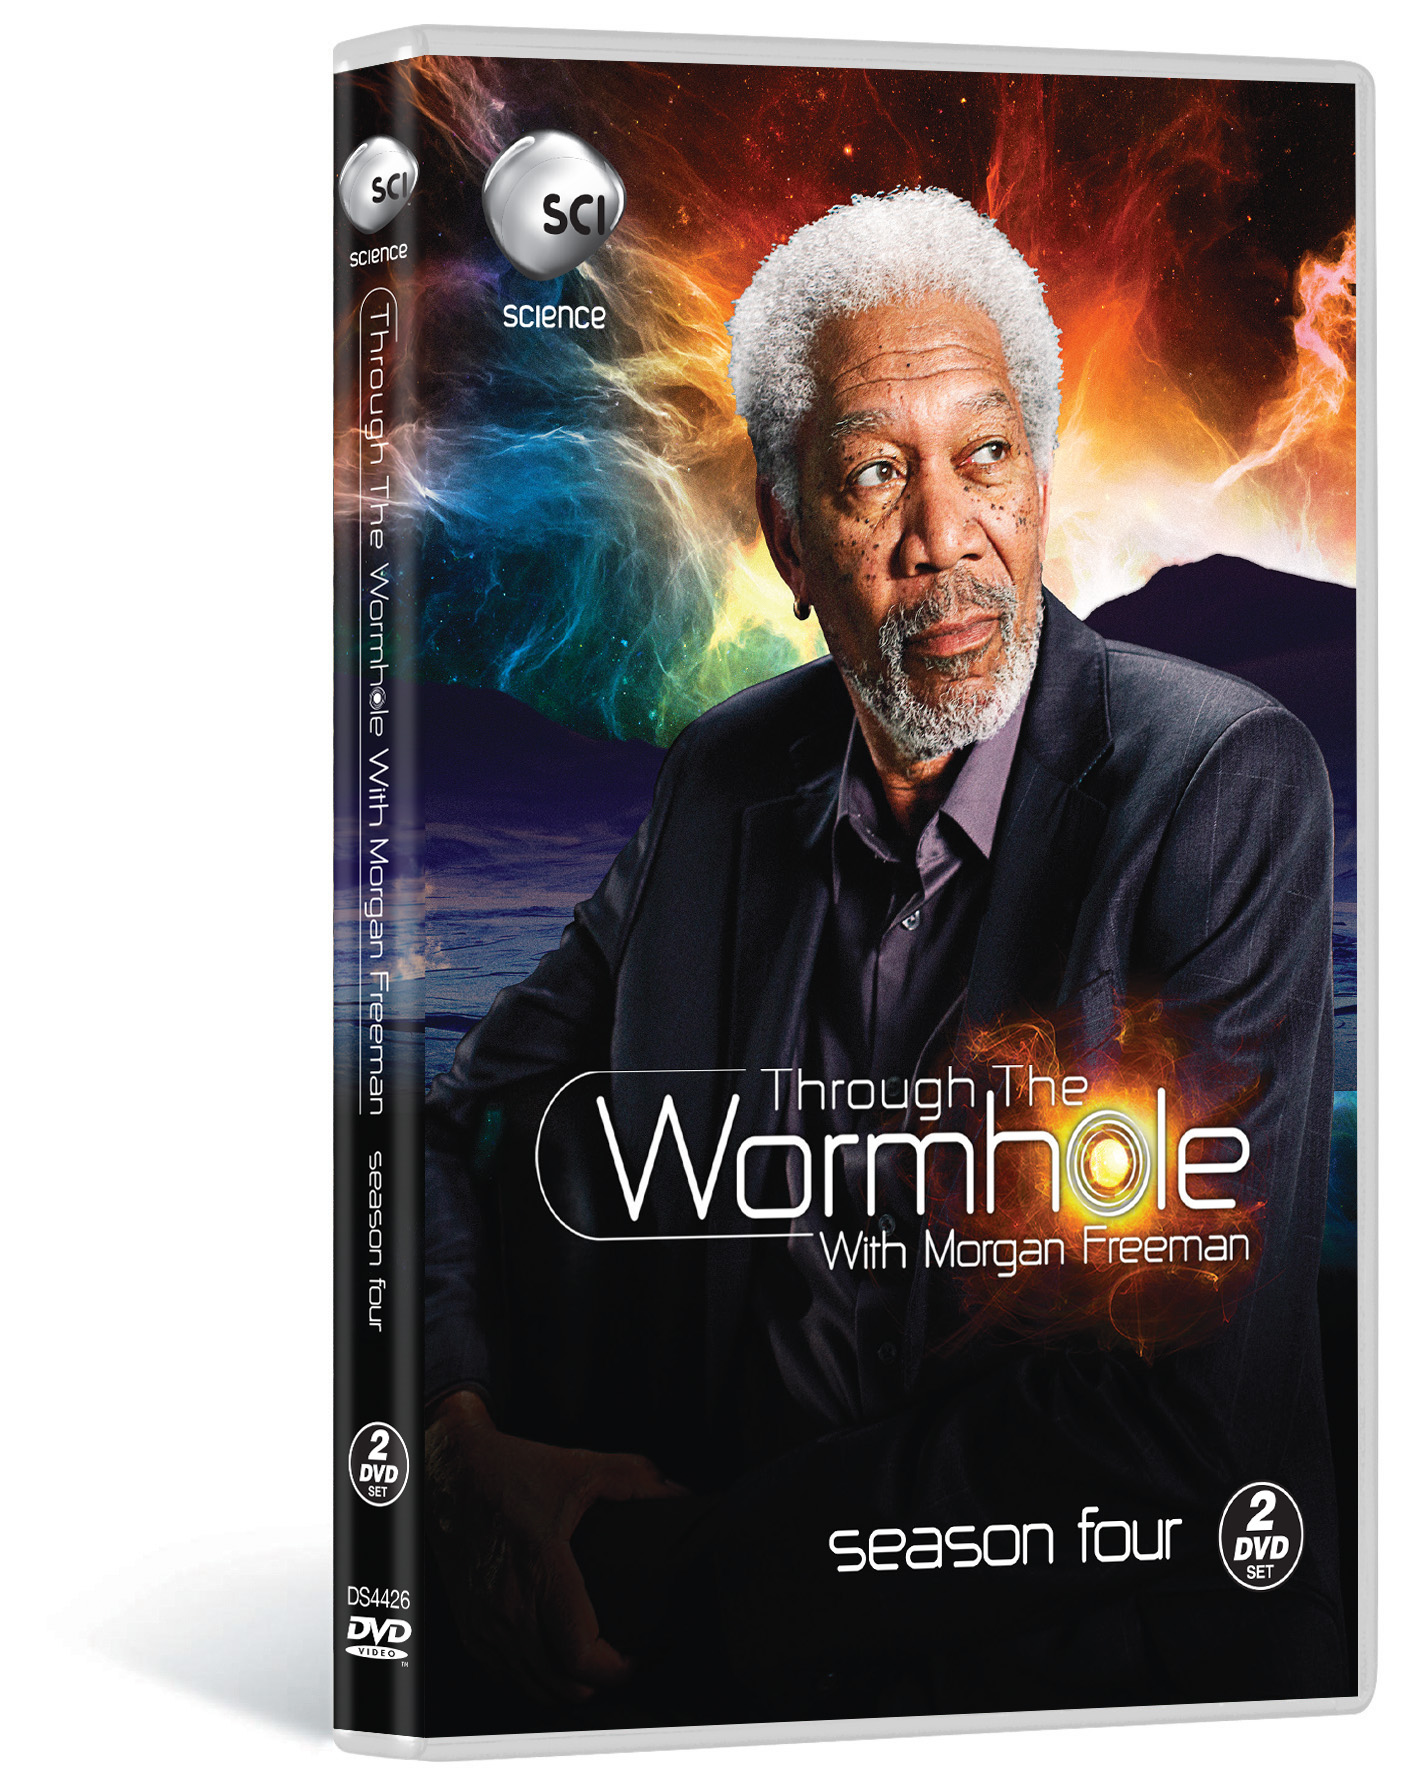 SCI
science
Through The Wormhole With Morgan Freeman season four
2
DVD
SET
DS4426
DVD
VIDEO
TM
SCI
science
Through The
Wormhole
With Morgan Freeman
season four
2
DVD
SET